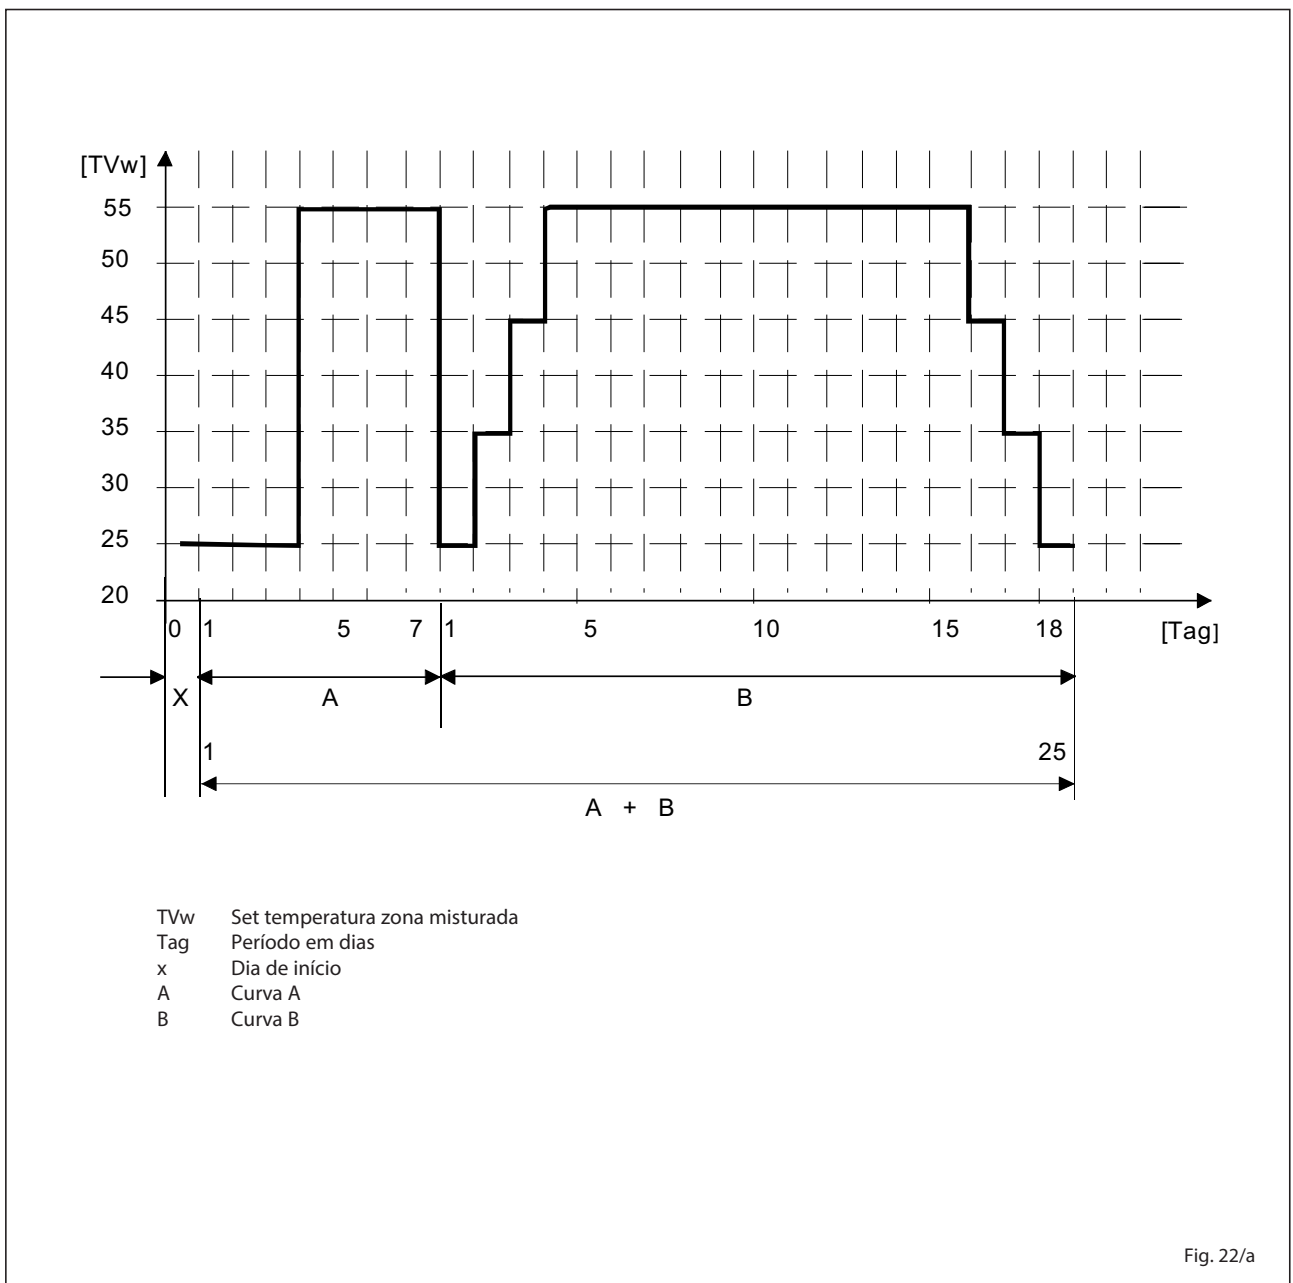 [TVw]
55
50
45
40
35
30
25
20
0 1 5 7 1 5 10 15 18 [Tag]
X A B
1 25
A + B
TVw Set temperatura zona misturada
Tag Período em dias
x Dia de início
A Curva A
B Curva B
Fig. 22/a